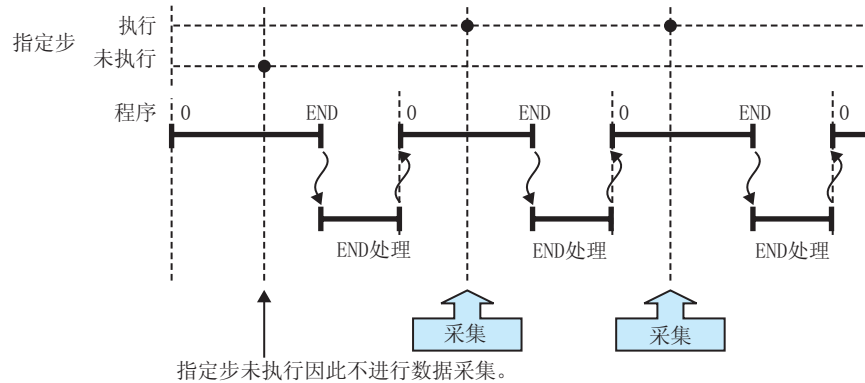 执行
指定步
未执行
程序 0 END 0 END 0 END 0
END处理 END处理 END处理
采集 采集
指定步未执行因此不进行数据采集。